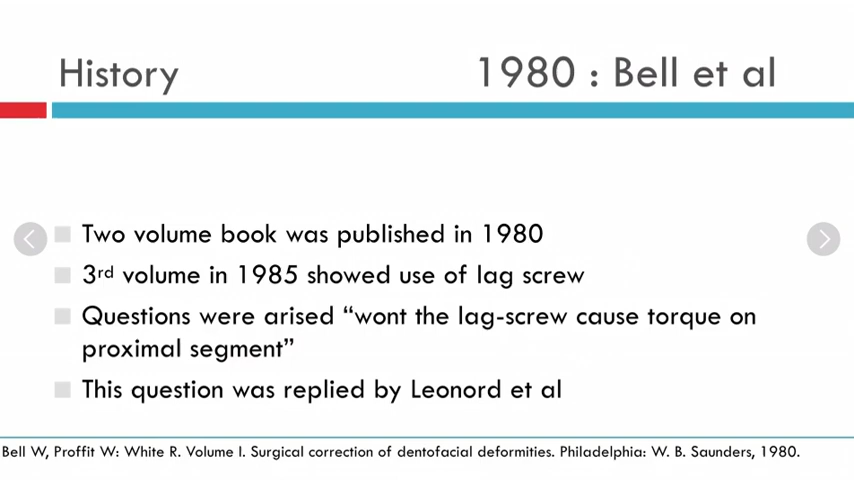 History
1980 : Bell et al
Two volume book was published in 1980
3rd volume in 1985 showed use of lag screw
Questions were arised “wont the lag-screw cause torque on
proximal segment”
This question was replied by Leonord et al
Bell W, Proffit W: White R. Volume I. Surgical correction of dentofacial deformities. Philadelphia: W. B. Saunders, 1980.